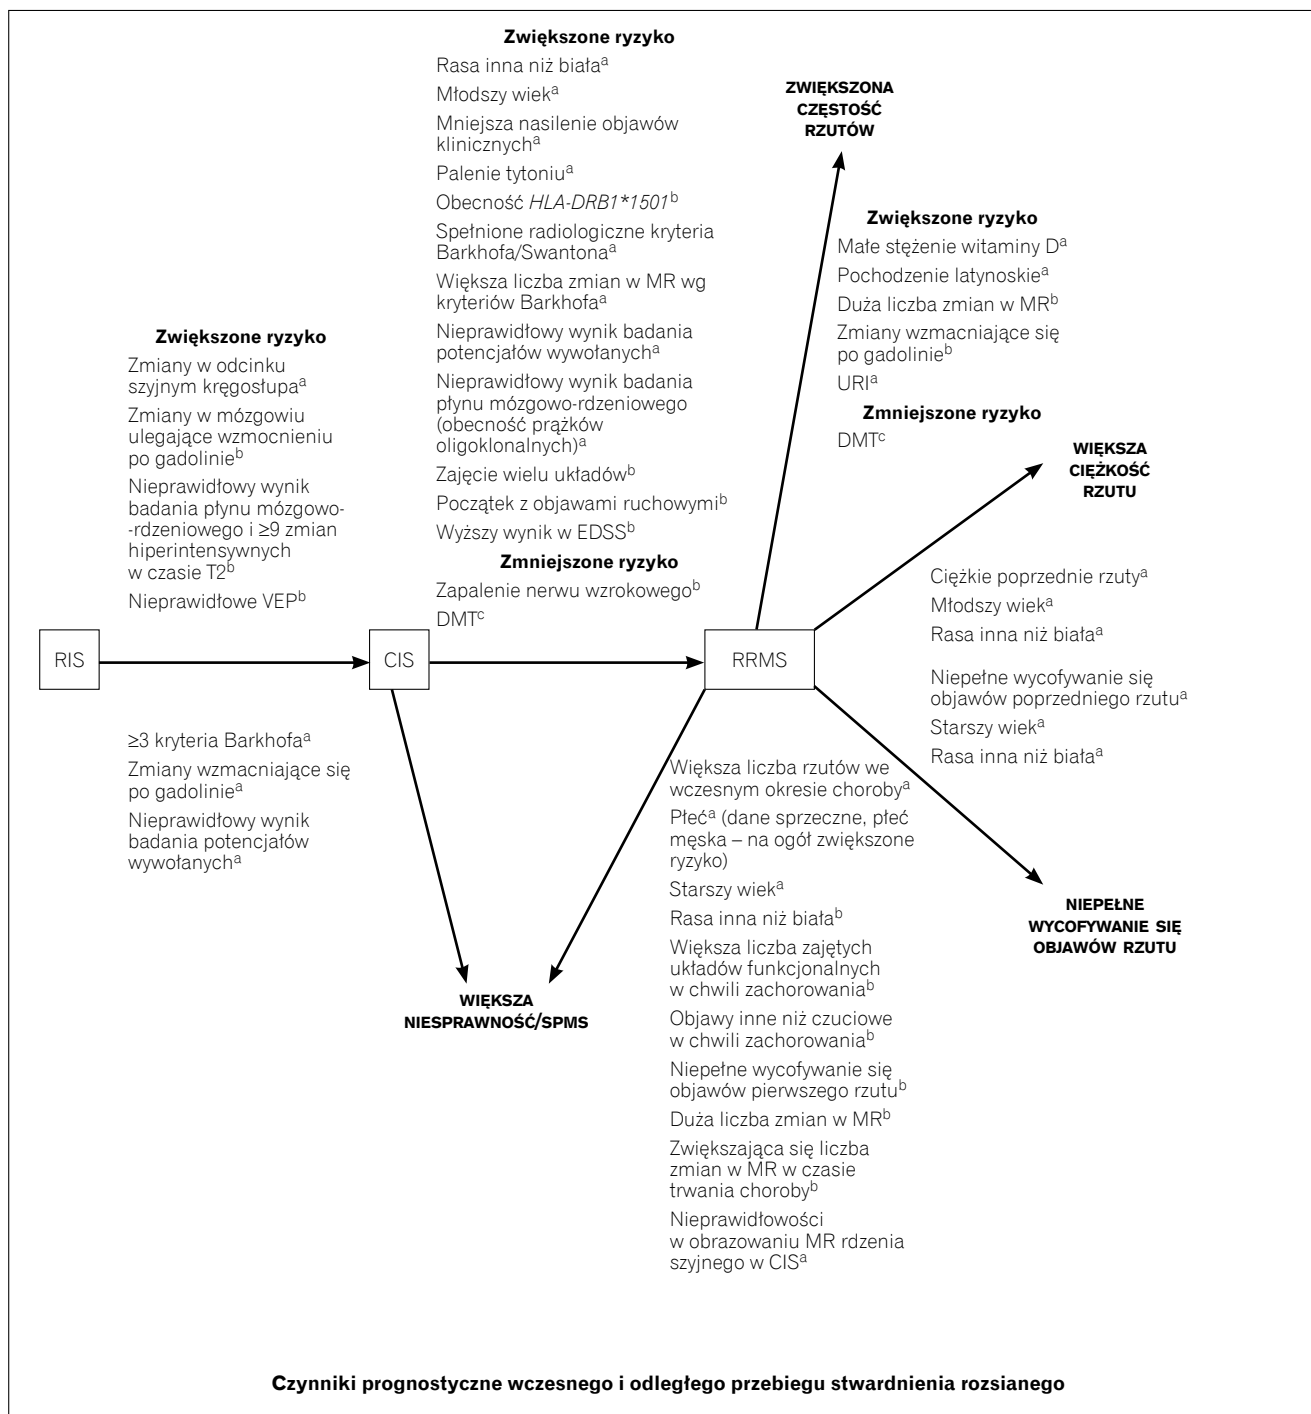 Zwiększone ryzyko
Rasa inna niż biała^a
Młodszy wiek^a
Mniejsza nasilenie objawów
klinicznych^a
Palenie tytoniu^a
Obecność HLA-DRB1*1501^b
Spełnione radiologiczne kryteria
Barkhofa/Swantona^a
Większa liczba zmian w MR wg
kryteriów Barkhofa^a
Nieprawidłowy wynik badania
potencjałów wywołanych^a
Nieprawidłowy wynik badania
płynu mózgowo-rdzeniowego
(obecność prążków
oligoklonalnych)^a
Zajęcie wielu układów^b
Początek z objawami ruchowymi^b
Wyższy wynik w EDSS^b
Zmniejszone ryzyko
Zapalenie nerwu wzrokowego^b
DMT^c
Zwiększone ryzyko
Zmiany w odcinku
szyjnym kręgosłupa^a
Zmiany w mózgowiu
ulegające wzmocnieniu
po gadolinie^b
Nieprawidłowy wynik
badania płynu mózgowo-
-rdzeniowego i ≥9 zmian
hiperintensywnych
w czasie T2^b
Nieprawidłowe VEP^b
ZWIĘKSZONA
CZĘSTOŚĆ
RZUTÓW
Zwiększone ryzyko
Małe stężenie witaminy D^a
Pochodzenie latynoskie^a
Duża liczba zmian w MR^b
Zmiany wzmacniające się
po gadolinie^b
URI^a
Zmniejszone ryzyko
DMT^c
WIĘKSZA
CIĘŻKOŚĆ
RZUTU
Ciężkie poprzednie rzuty^a
Młodszy wiek^a
Rasa inna niż biała^a
RIS
CIS
RRMS
Niepełne wycofywanie się
objawów poprzedniego rzutu^a
Starszy wiek^a
Rasa inna niż biała^a
≥3 kryteria Barkhofa^a
Zmiany wzmacniające się
po gadolinie^a
Nieprawidłowy wynik
badania potencjałów
wywołanych^a
Większa liczba rzutów we
wczesnym okresie choroby^a
Płeć^a (dane sprzeczne, płeć
męska – na ogół zwiększone
ryzyko)
Starszy wiek^a
Rasa inna niż biała^b
Większa liczba zajętych
układów funkcjonalnych
w chwili zachorowania^b
Objawy inne niż czuciowe
w chwili zachorowania^b
Niepełne wycofywanie się
objawów pierwszego rzutu^b
Duża liczba zmian w MR^b
Zwiększająca się liczba
zmian w MR w czasie
trwania choroby^b
Nieprawidłowości
w obrazowaniu MR rdzenia
szyjnego w CIS^a
NIEPEŁNE
WYCOFYWANIE SIĘ
OBJAWÓW RZUTU
WIĘKSZA
NIESPRAWNOŚĆ/SPMS
Czynniki prognostyczne wczesnego i odległego przebiegu stwardnienia rozsianego